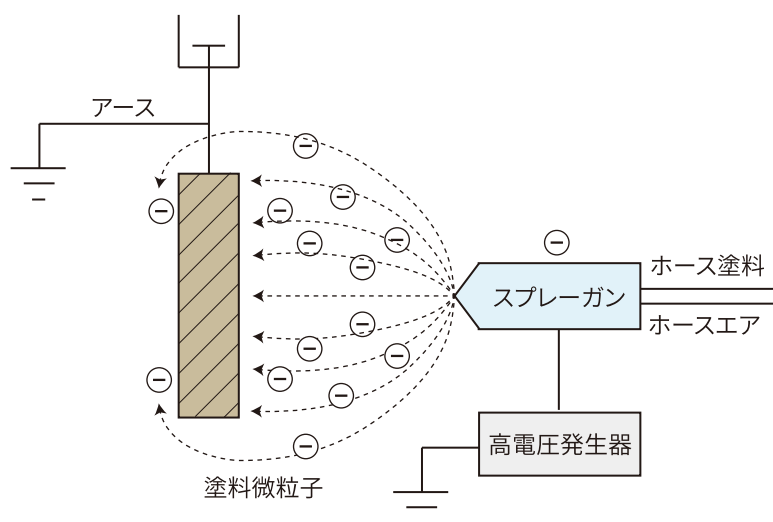 アース
ホース塗料
スプレーガン
ホースエア
高電圧発生器
塗料微粒子